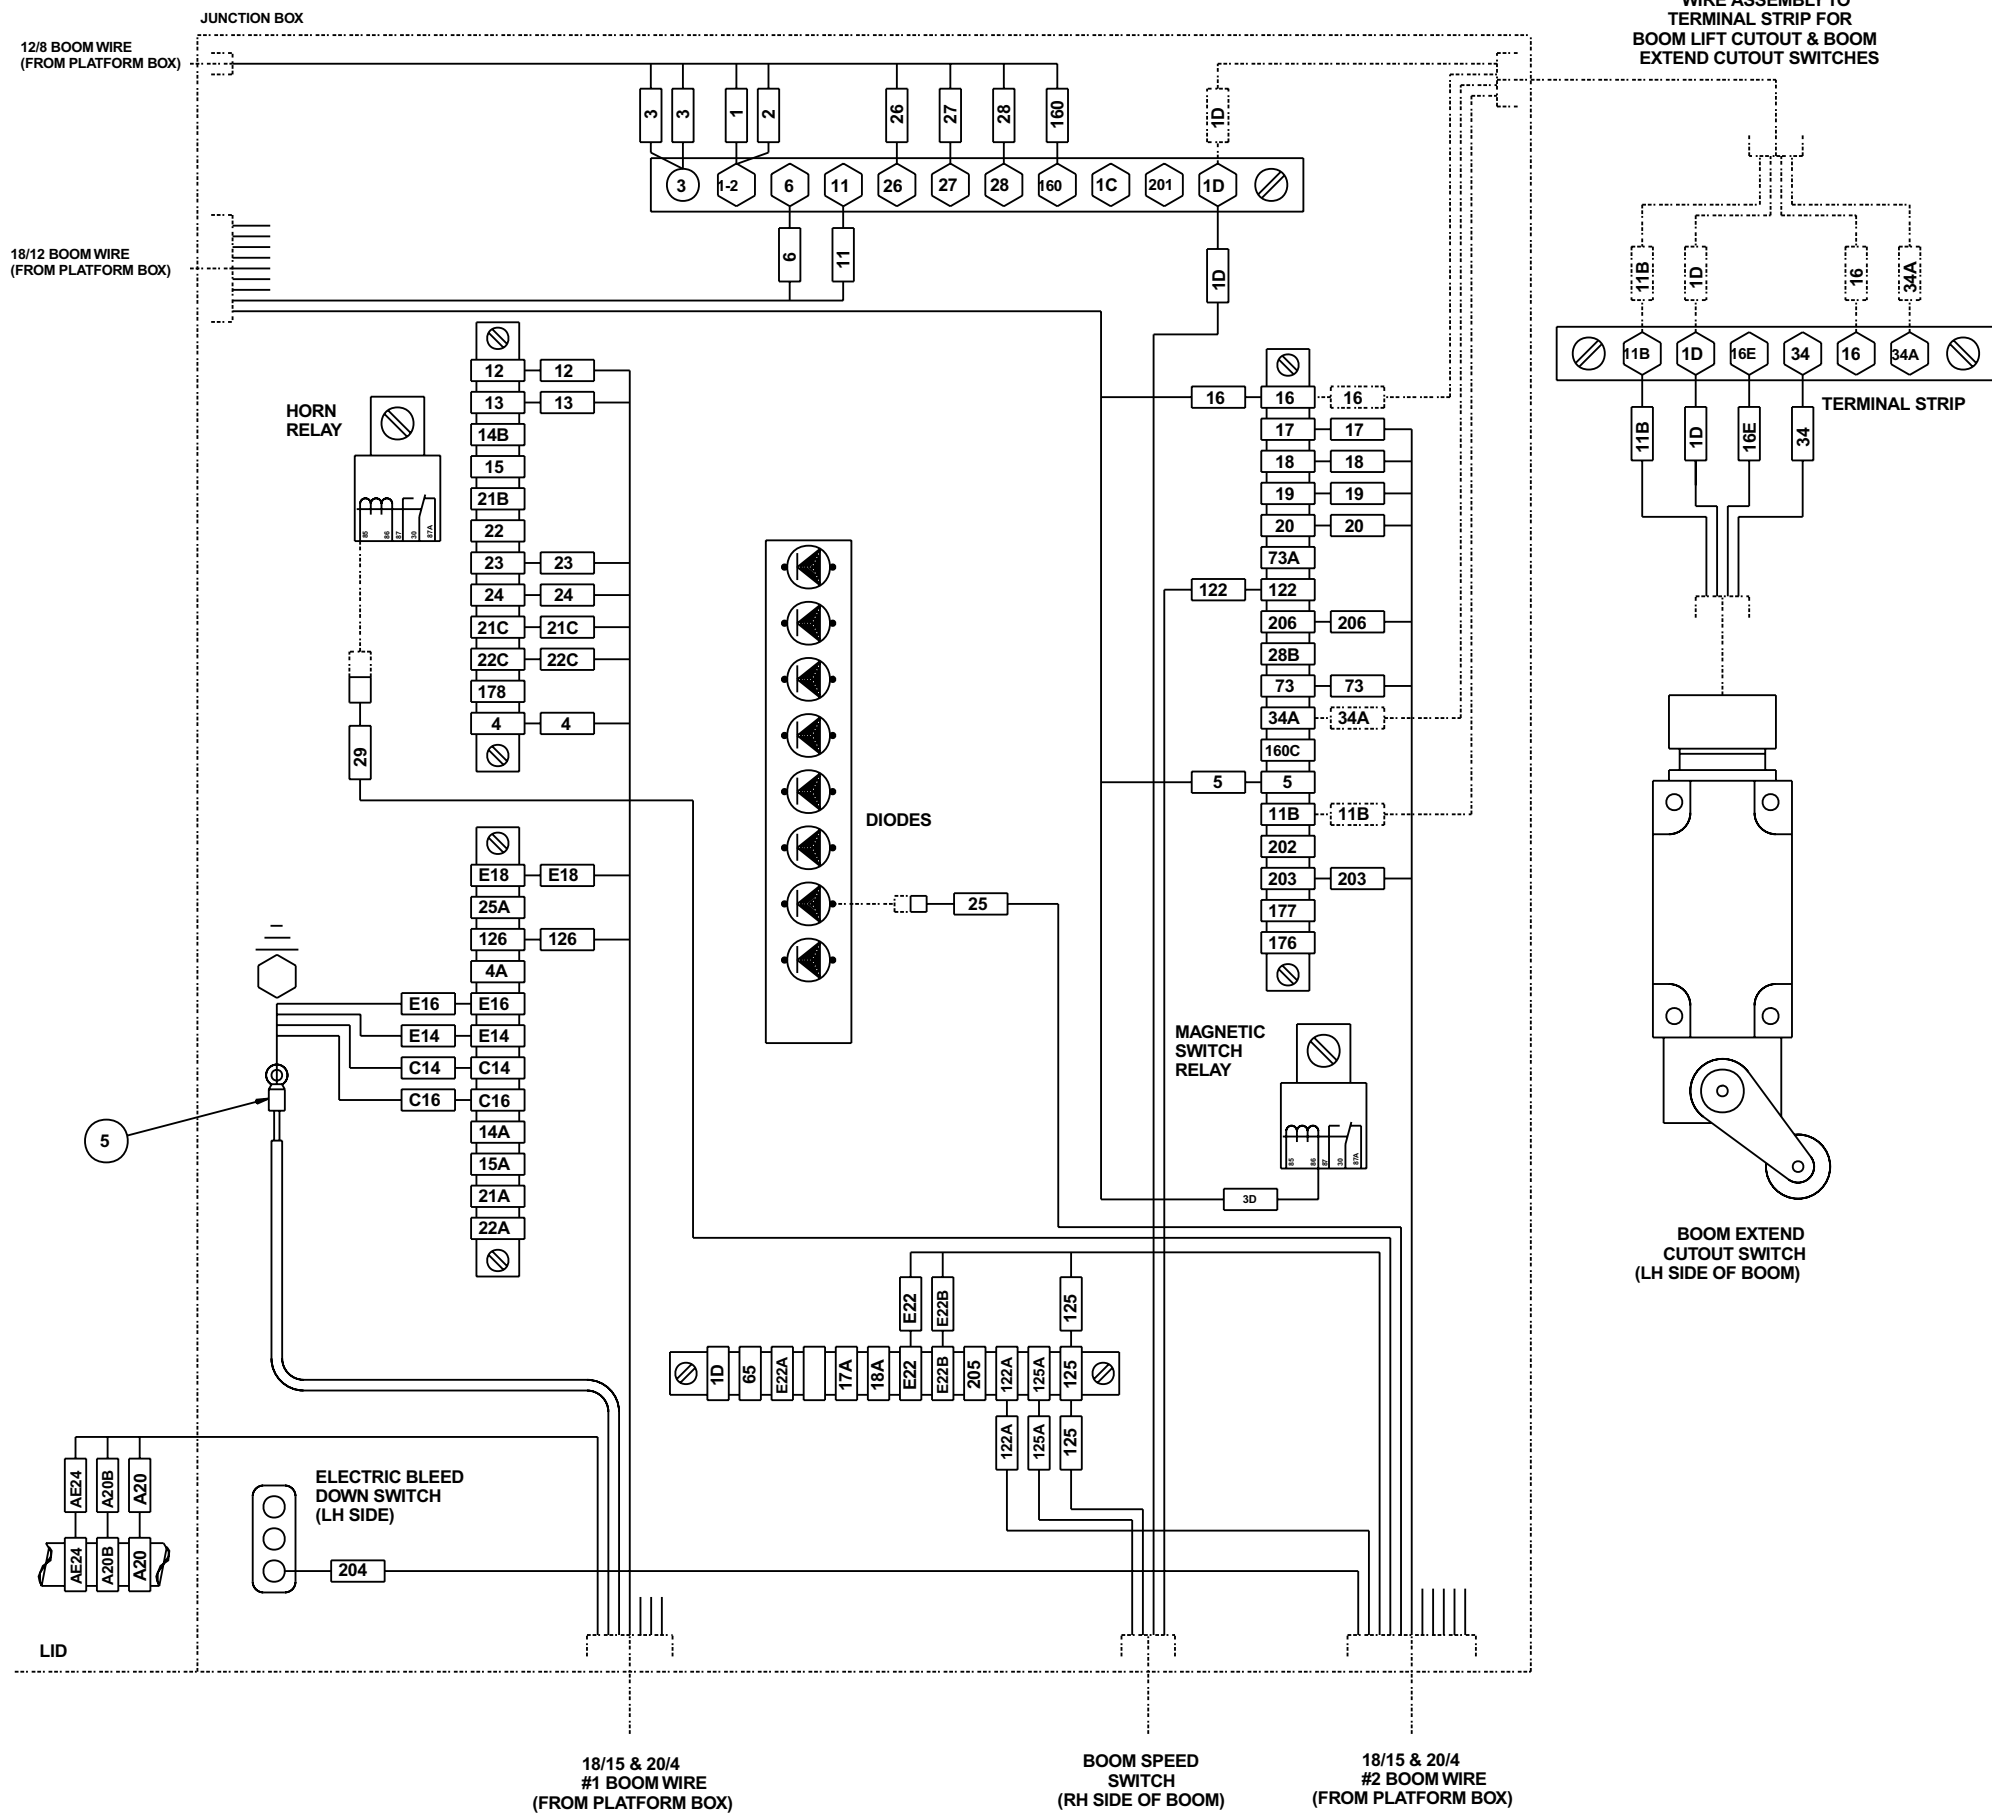 WIRE ASSEMBLY TO
TERMINAL STRIP FOR
BOOM LIFT CUTOUT & BOOM
EXTEND CUTOUT SWITCHES
JUNCTION BOX
12/8 BOOM WIRE
(FROM PLATFORM BOX)
3 3 1 2 26 27 28 160 1D
3 1-2 6 11 26 27 28 160 1C 201 1D
18/12 BOOM WIRE
(FROM PLATFORM BOX)
6 11 1D
11B 1D 16 34A
11B 1D 16E 34 16 34A
TERMINAL STRIP
11B 1D 16E 34
HORN
RELAY
85 86 87 30 87A
29
12 12
13 13
14B
15
21B
22
23 23
24 24
21C 21C
22C 22C
178
4 4
DIODES
25
16 16 16
17 17
18 18
19 19
20 20
73A
122 122
206 206
28B
73 73
34A 34A
160C
5 5
11B 11B
202
203 203
177
176
E18 E18
25A
126 126
4A
E16 E16
E14 E14
C14 C14
C16 C16
14A
15A
21A
22A
5
MAGNETIC
SWITCH
RELAY
85 86 87 30 87A
3D
BOOM EXTEND
CUTOUT SWITCH
(LH SIDE OF BOOM)
E22 E22B 125
1D 65 E22A 17A 18A E22 E22B 205 122A 125A 125
122A 125A 125
AE24 A20B A20
AE24 A20B A20
ELECTRIC BLEED
DOWN SWITCH
(LH SIDE)
204
LID
18/15 & 20/4
#1 BOOM WIRE
(FROM PLATFORM BOX)
BOOM SPEED
SWITCH
(RH SIDE OF BOOM)
18/15 & 20/4
#2 BOOM WIRE
(FROM PLATFORM BOX)